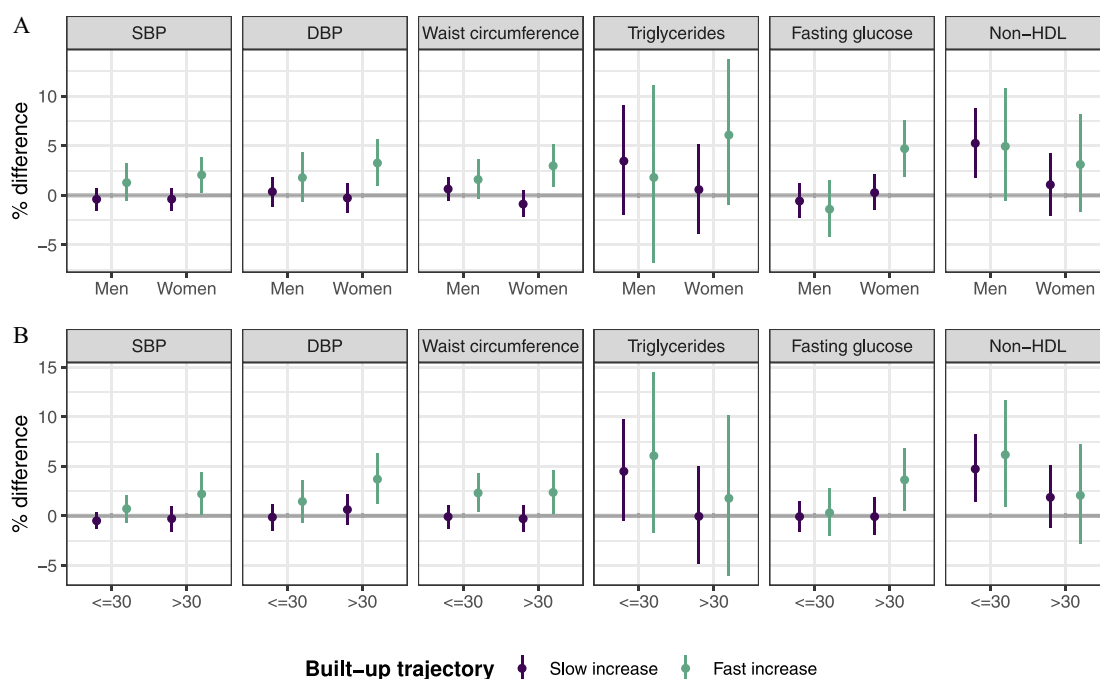 A
SBP DBP Waist circumference Triglycerides Fasting glucose Non−HDL
% difference
10
5
0
−5
Men Women Men Women Men Women Men Women Men Women Men Women
B
SBP DBP Waist circumference Triglycerides Fasting glucose Non−HDL
% difference
15
10
5
0
−5
<=30 >30 <=30 >30 <=30 >30 <=30 >30 <=30 >30 <=30 >30
Built−up trajectory Slow increase Fast increase